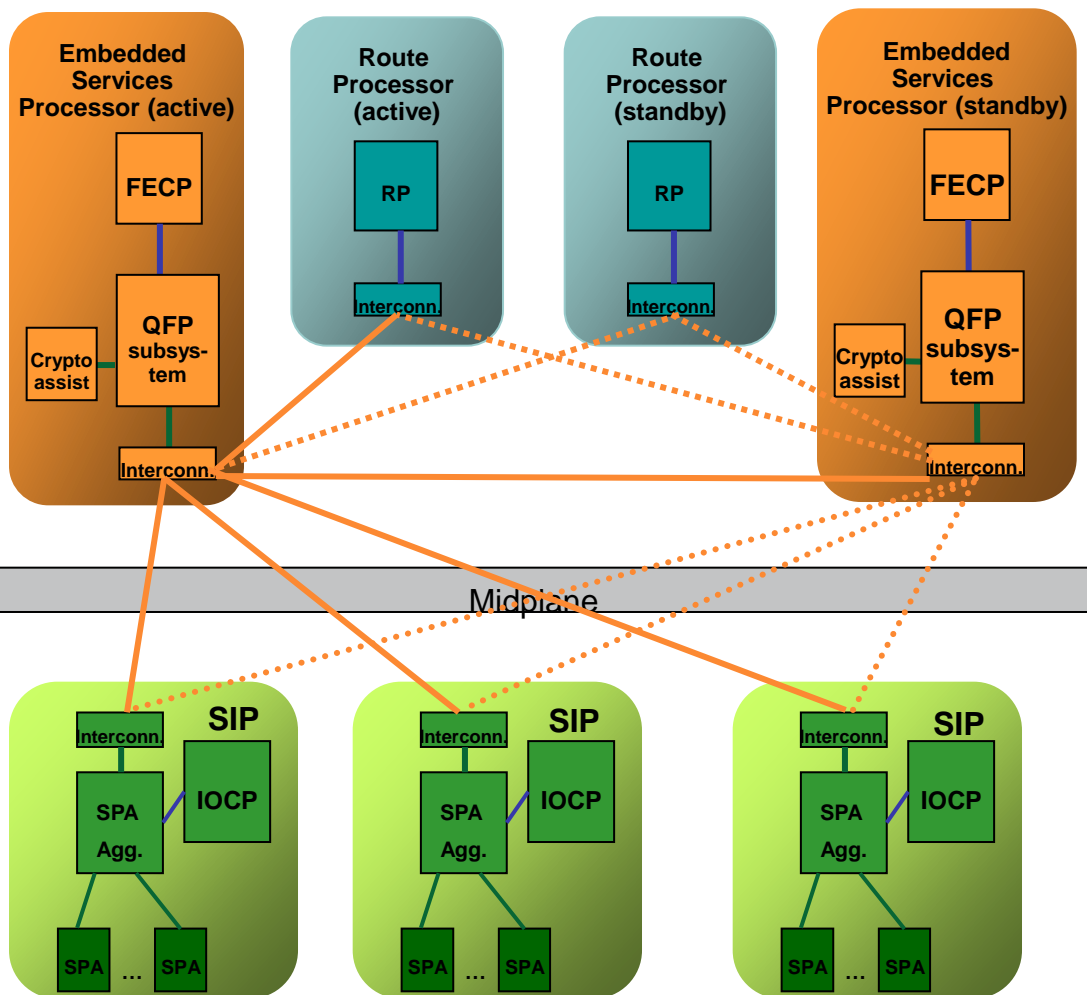 Embedded
Services
Processor (active)
FECP
QFP
subsys-
tem
Crypto
assist
Interconn.
Route
Processor
(active)
RP
Interconn.
Route
Processor
(standby)
RP
Interconn.
Embedded
Services
Processor (standby)
FECP
QFP
subsys-
tem
Crypto
assist
Interconn.
Midplane
SIP
Interconn.
IOCP
SPA
Agg.
SPA ... SPA
SIP
Interconn.
IOCP
SPA
Agg.
SPA ... SPA
SIP
Interconn.
IOCP
SPA
Agg.
SPA ... SPA